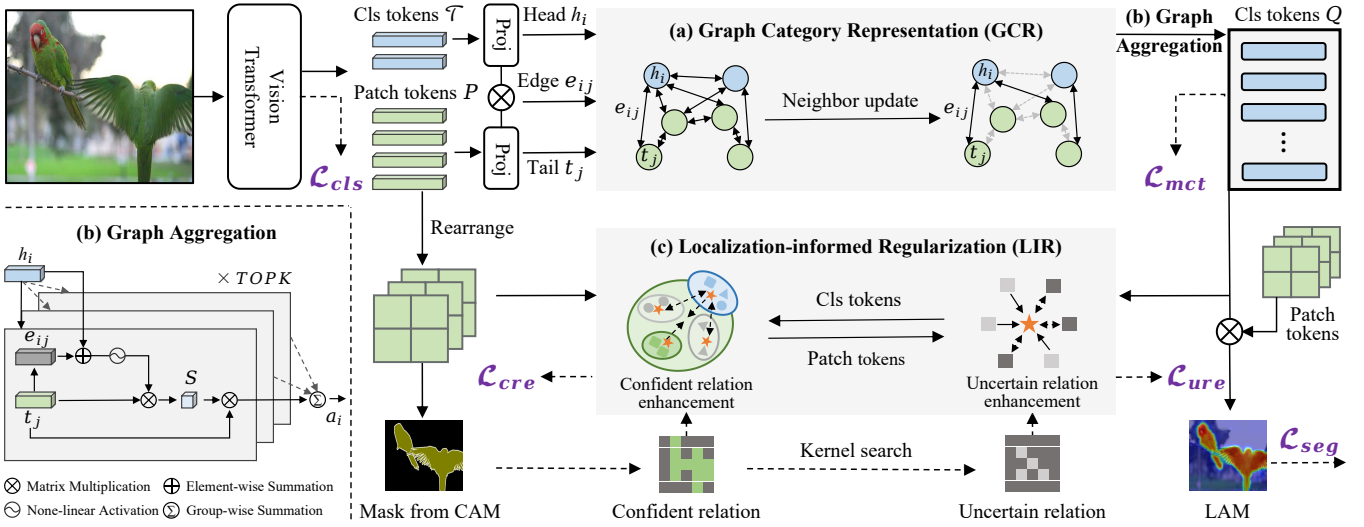 Vision
Transformer
ℒcls
Cls tokens 𝒯
Patch tokens P
Proj
Proj
Head hi
Edge eij
Tail tj
(a) Graph Category Representation (GCR)
hi
eij
tj
Neighbor update
hi
eij
tj
(b) Graph
Aggregation
Cls tokens Q
⋮
ℒmct
Rearrange
(b) Graph Aggregation
hi
× TOPK
eij
S
tj
ai
Matrix Multiplication
Element-wise Summation
None-linear Activation
Group-wise Summation
(c) Localization-informed Regularization (LIR)
Cls tokens
Patch tokens
Confident relation
enhancement
Uncertain relation
enhancement
ℒcre
ℒure
Patch
tokens
Kernel search
ℒseg
Mask from CAM
Confident relation
Uncertain relation
LAM